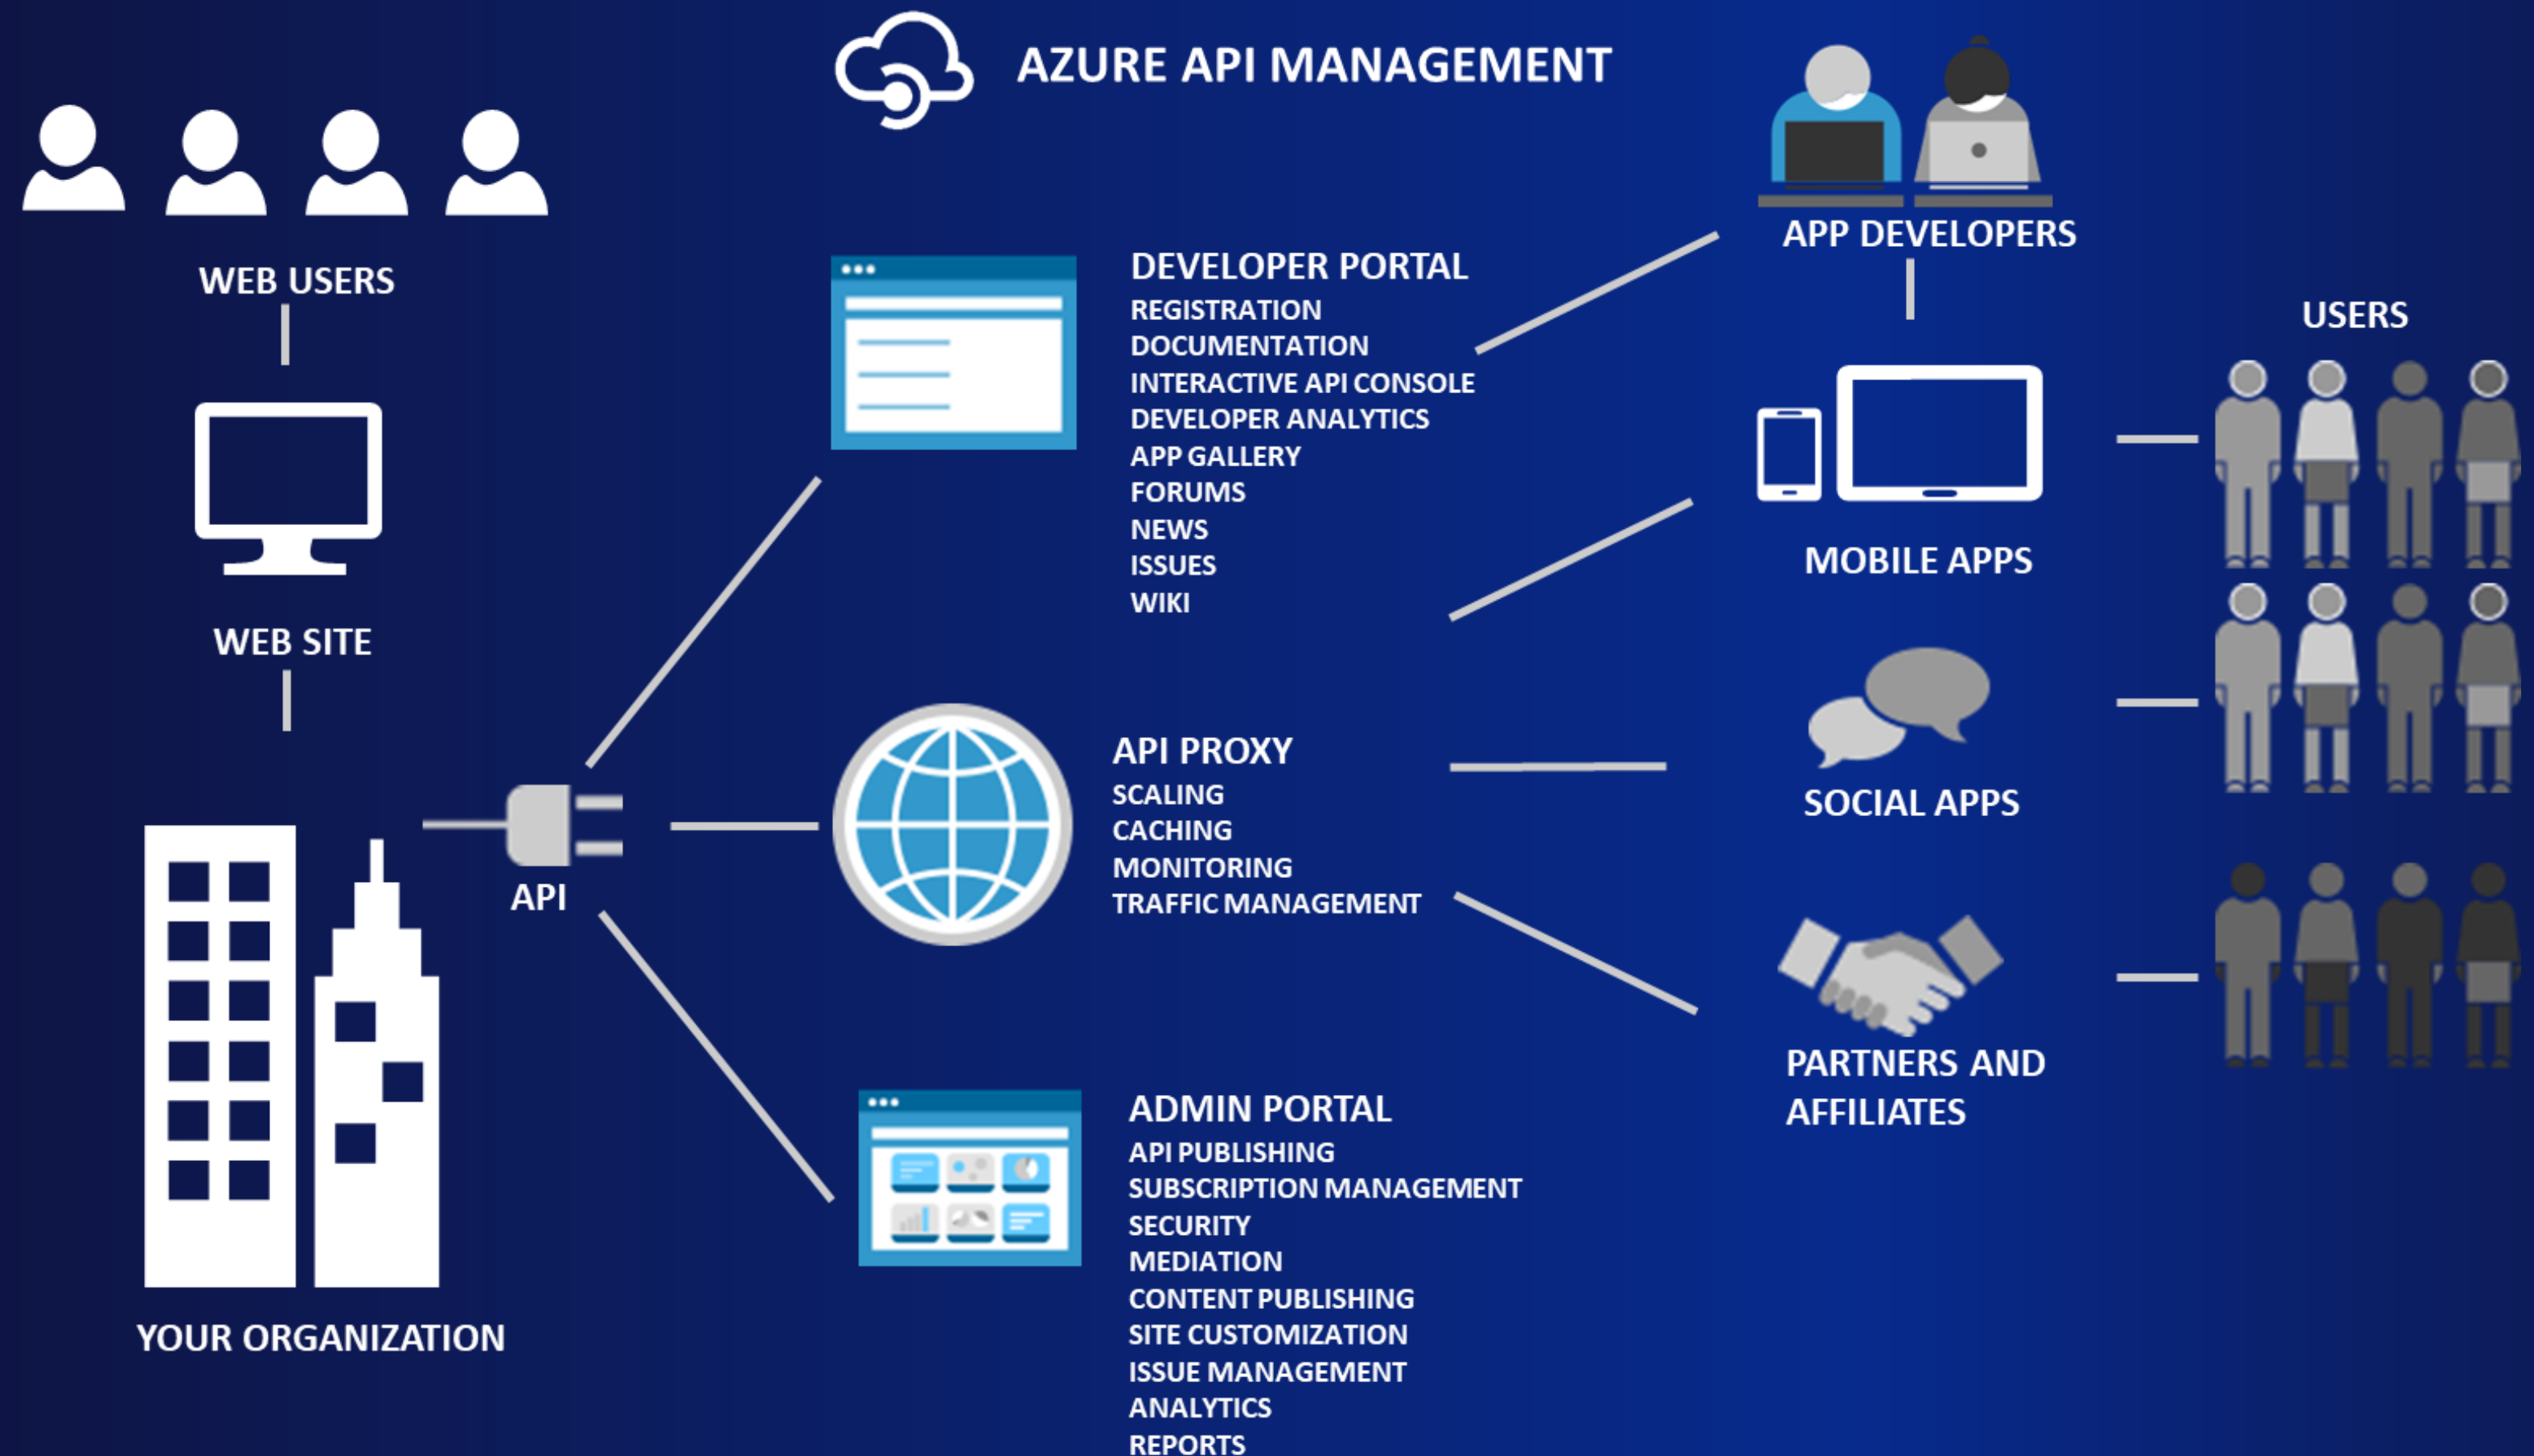 AZURE API MANAGEMENT
WEB USERS
WEB SITE
API
YOUR ORGANIZATION
DEVELOPER PORTAL
REGISTRATION
DOCUMENTATION
INTERACTIVE API CONSOLE
DEVELOPER ANALYTICS
APP GALLERY
FORUMS
NEWS
ISSUES
WIKI
API PROXY
SCALING
CACHING
MONITORING
TRAFFIC MANAGEMENT
ADMIN PORTAL
API PUBLISHING
SUBSCRIPTION MANAGEMENT
SECURITY
MEDIATION
CONTENT PUBLISHING
SITE CUSTOMIZATION
ISSUE MANAGEMENT
ANALYTICS
REPORTS
APP DEVELOPERS
MOBILE APPS
SOCIAL APPS
PARTNERS AND
AFFILIATES
USERS